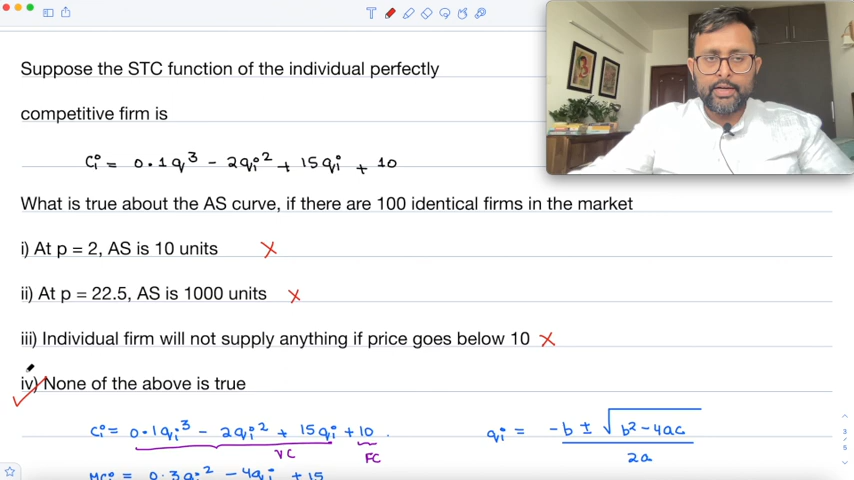 Suppose the STC function of the individual perfectly
competitive firm is
Ci = 0.1q³ - 2qi² + 15qi + 10
What is true about the AS curve, if there are 100 identical firms in the market
i) At p = 2, AS is 10 units ×
ii) At p = 22.5, AS is 1000 units ×
iii) Individual firm will not supply anything if price goes below 10 ×
iv) None of the above is true
Ci = 0.1qi³ - 2qi² + 15qi + 10 .
VC
FC
MCi = 0.3qi² - 4qi + 15
qi = -b ± √b² - 4ac
2a
3
/
5